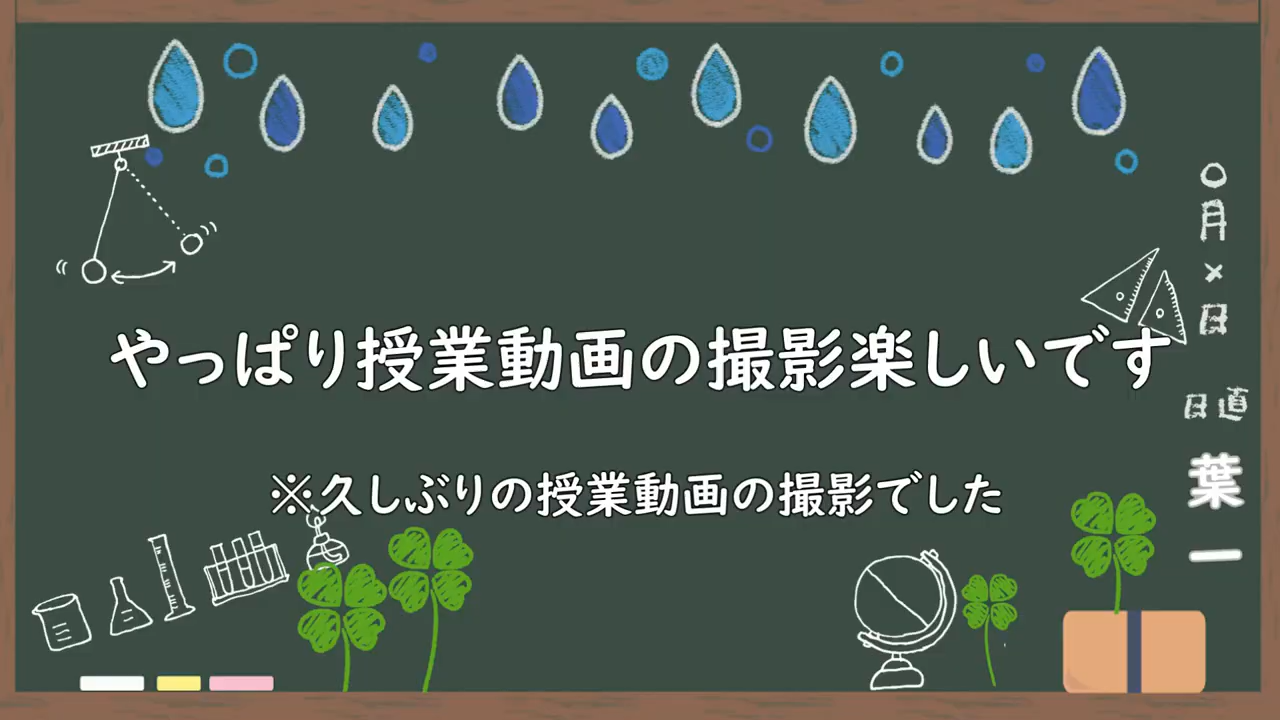 やっぱり授業動画の撮影楽しいです
※久しぶりの授業動画の撮影でした
〇月×日
日直
葉一